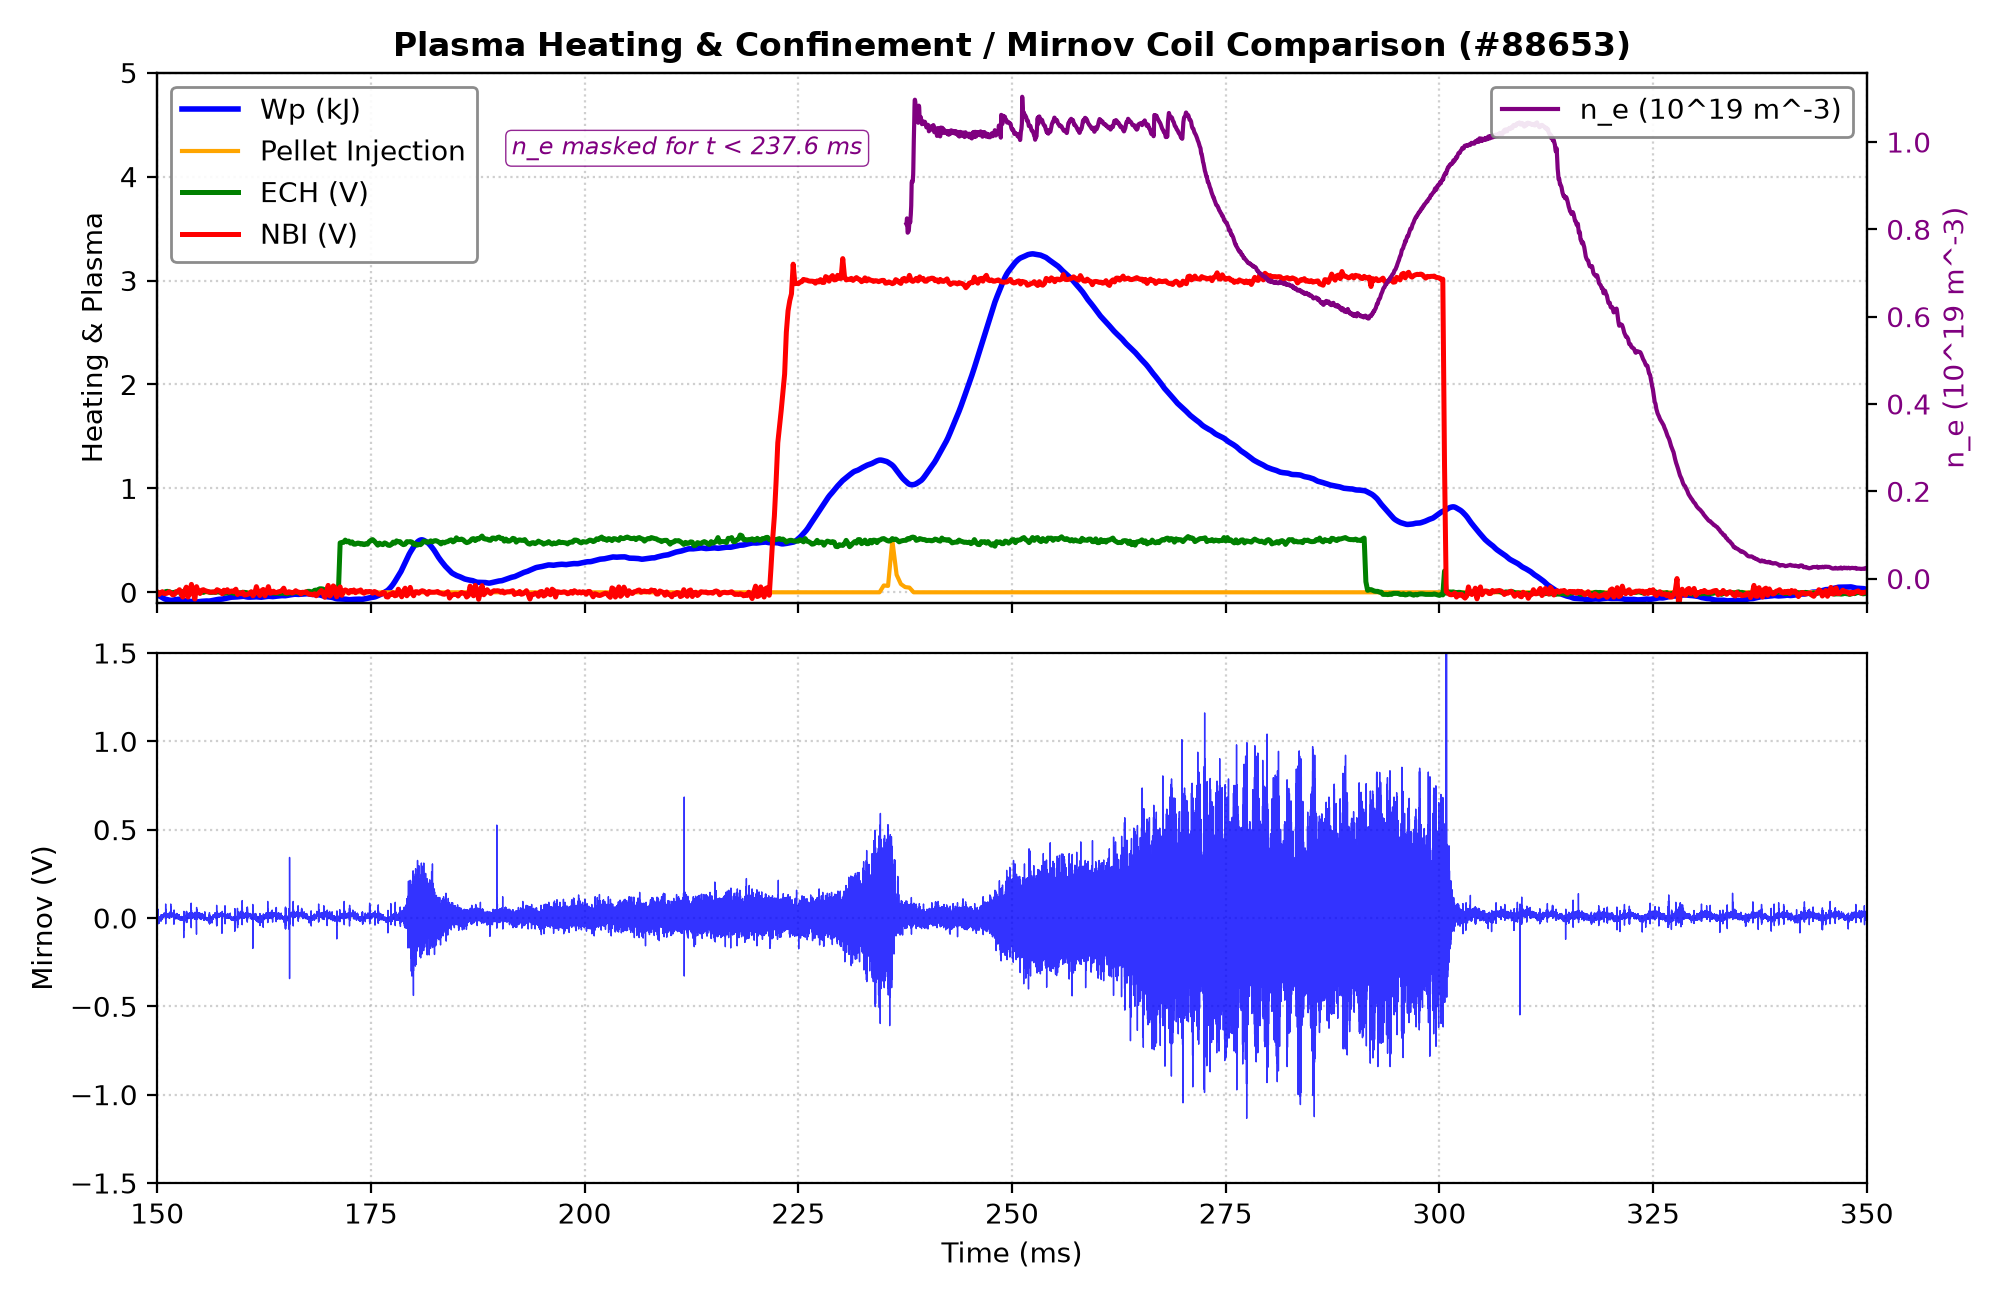 Plasma Heating & Confinement / Mirnov Coil Comparison (#88653)
5
4
3
2
1
0
Heating & Plasma
Wp (kJ)
Pellet Injection
ECH (V)
NBI (V)
n_e masked for t < 237.6 ms
n_e (10^19 m^-3)
1.0
0.8
0.6
0.4
0.2
0.0
n_e (10^19 m^-3)
1.5
1.0
0.5
0.0
−0.5
−1.0
−1.5
Mirnov (V)
150 175 200 225 250 275 300 325 350
Time (ms)